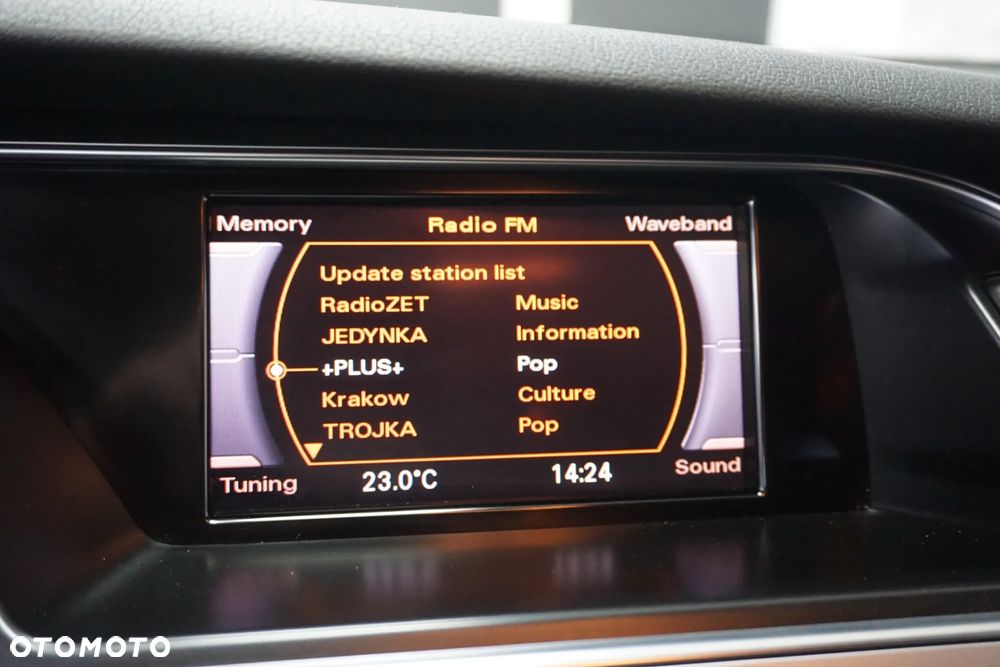 Memory Radio FM Waveband
Update station list
RadioZET Music
JEDYNKA Information
+PLUS+ Pop
Krakow Culture
TROJKA Pop
Tuning 23.0°C 14:24 Sound
OTOMOTO